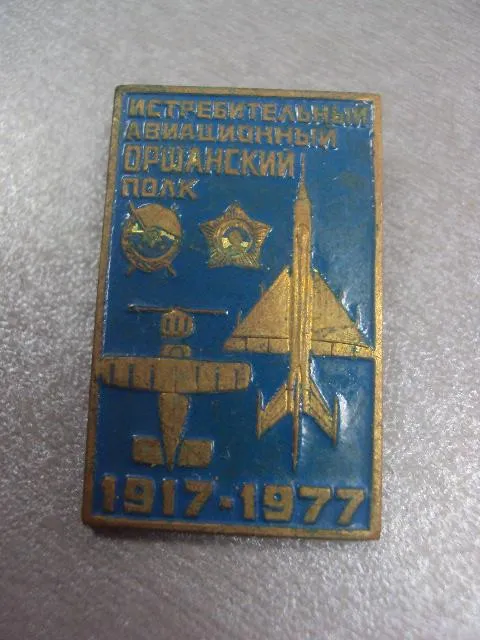 ИСТРЕБИТЕЛЬНЫЙ
АВИАЦИОННЫЙ
ОРШАНСКИЙ
ПОЛК
1917-1977